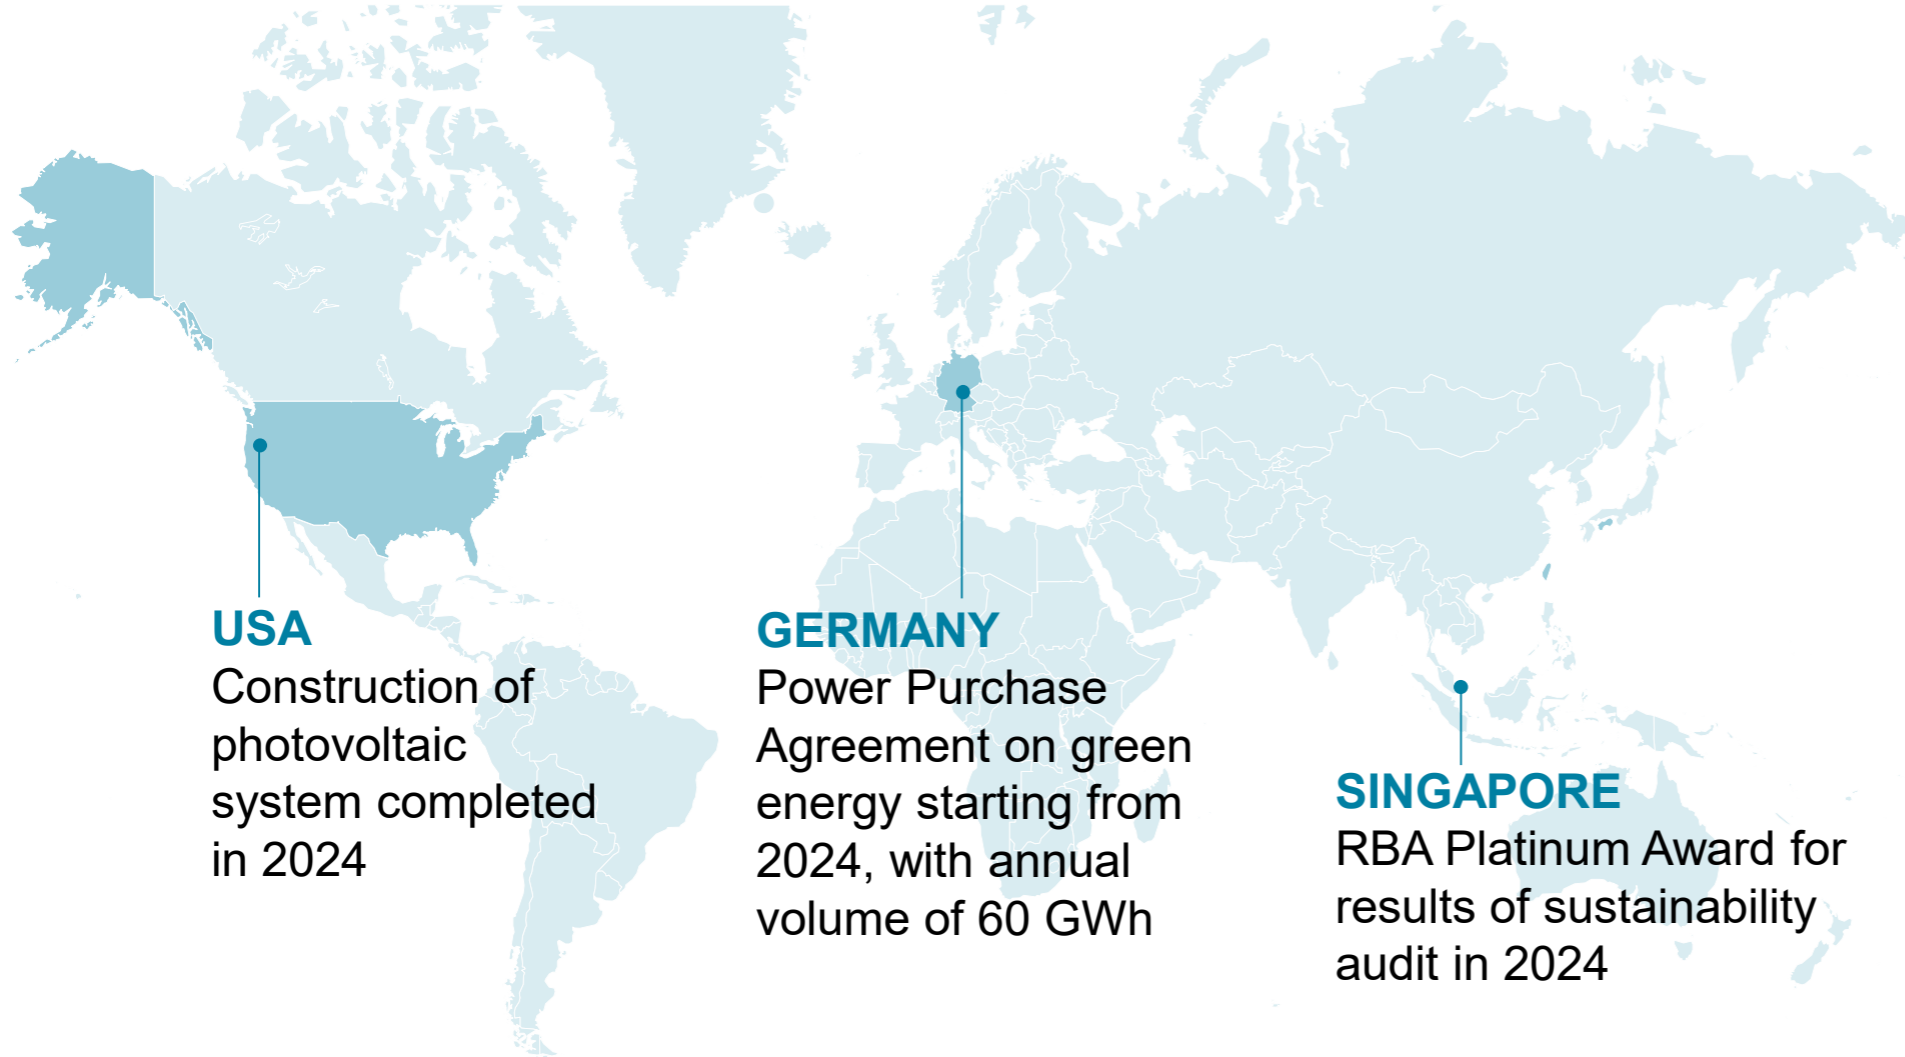 USA
Construction of
photovoltaic
system completed
in 2024
GERMANY
Power Purchase
Agreement on green
energy starting from
2024, with annual
volume of 60 GWh
SINGAPORE
RBA Platinum Award for
results of sustainability
audit in 2024